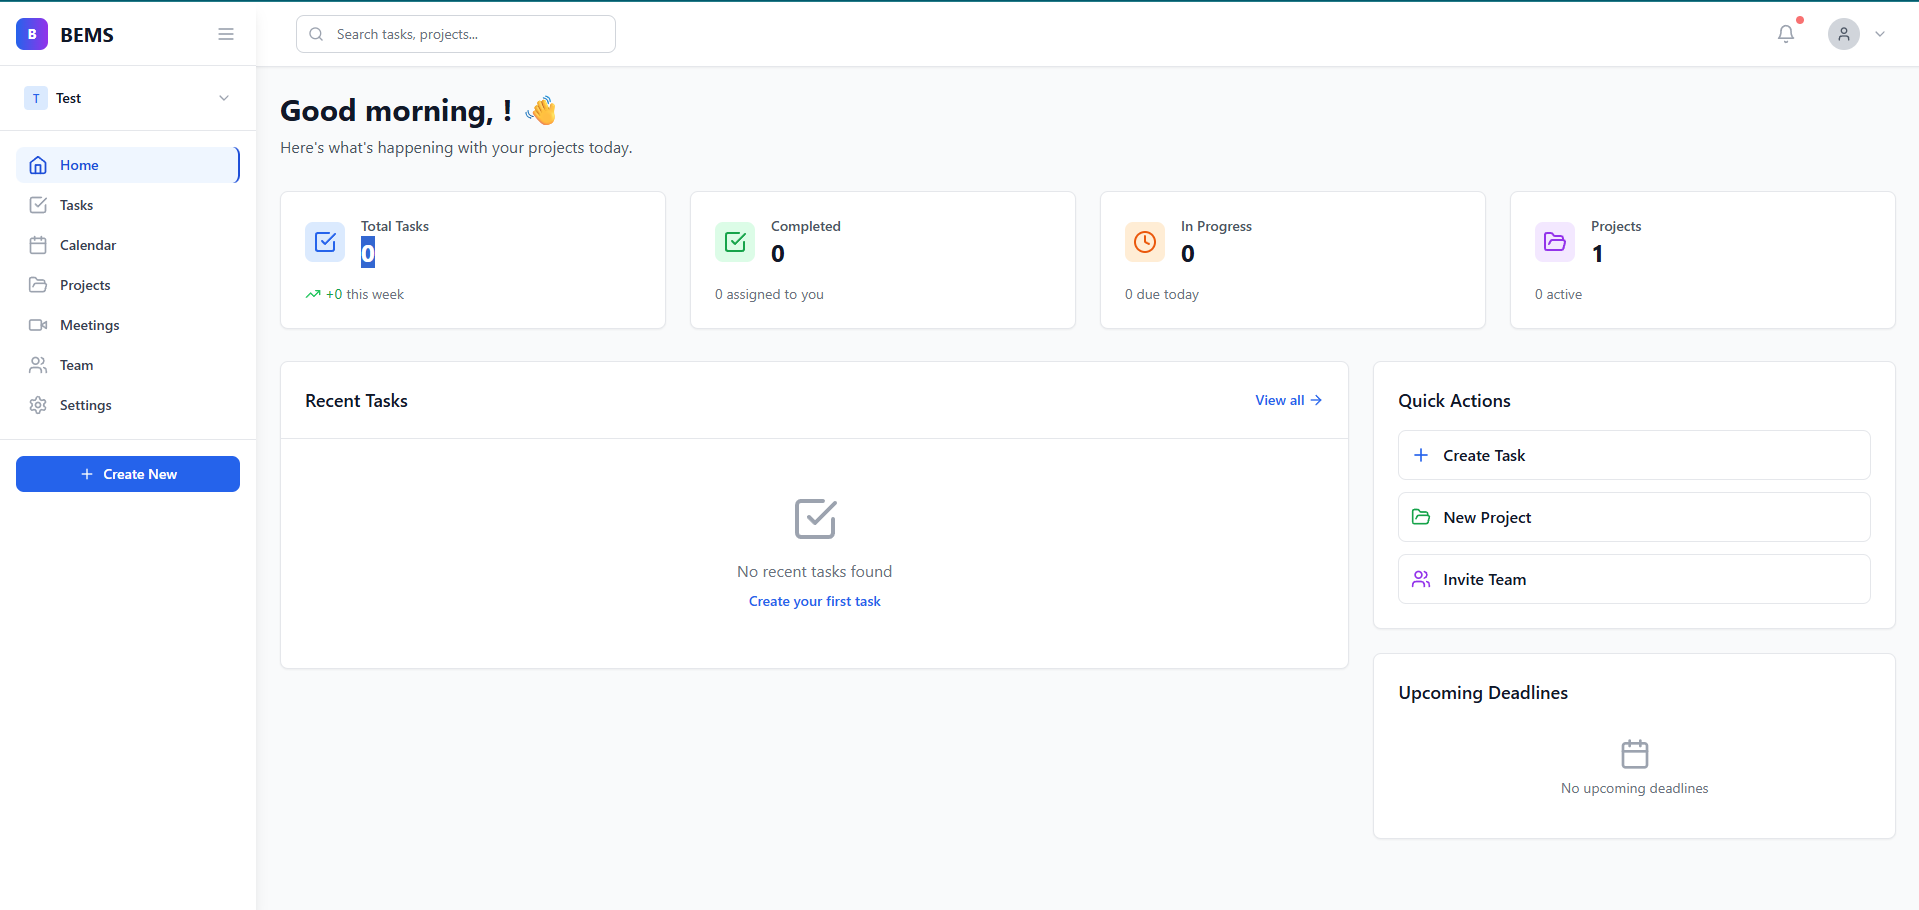 B BEMS
Search tasks, projects...
T Test
Home
Tasks
Calendar
Projects
Meetings
Team
Settings
Create New
Good morning, ! 👋
Here's what's happening with your projects today.
Total Tasks
0
+0 this week
Completed
0
0 assigned to you
In Progress
0
0 due today
Projects
1
0 active
Recent Tasks
View all
No recent tasks found
Create your first task
Quick Actions
Create Task
New Project
Invite Team
Upcoming Deadlines
No upcoming deadlines